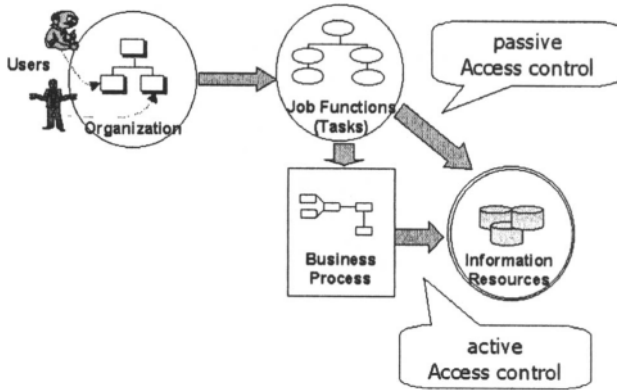 Users
Organization
Job Functions
(Tasks)
passive
Access control
Business
Process
Information
Resources
active
Access control